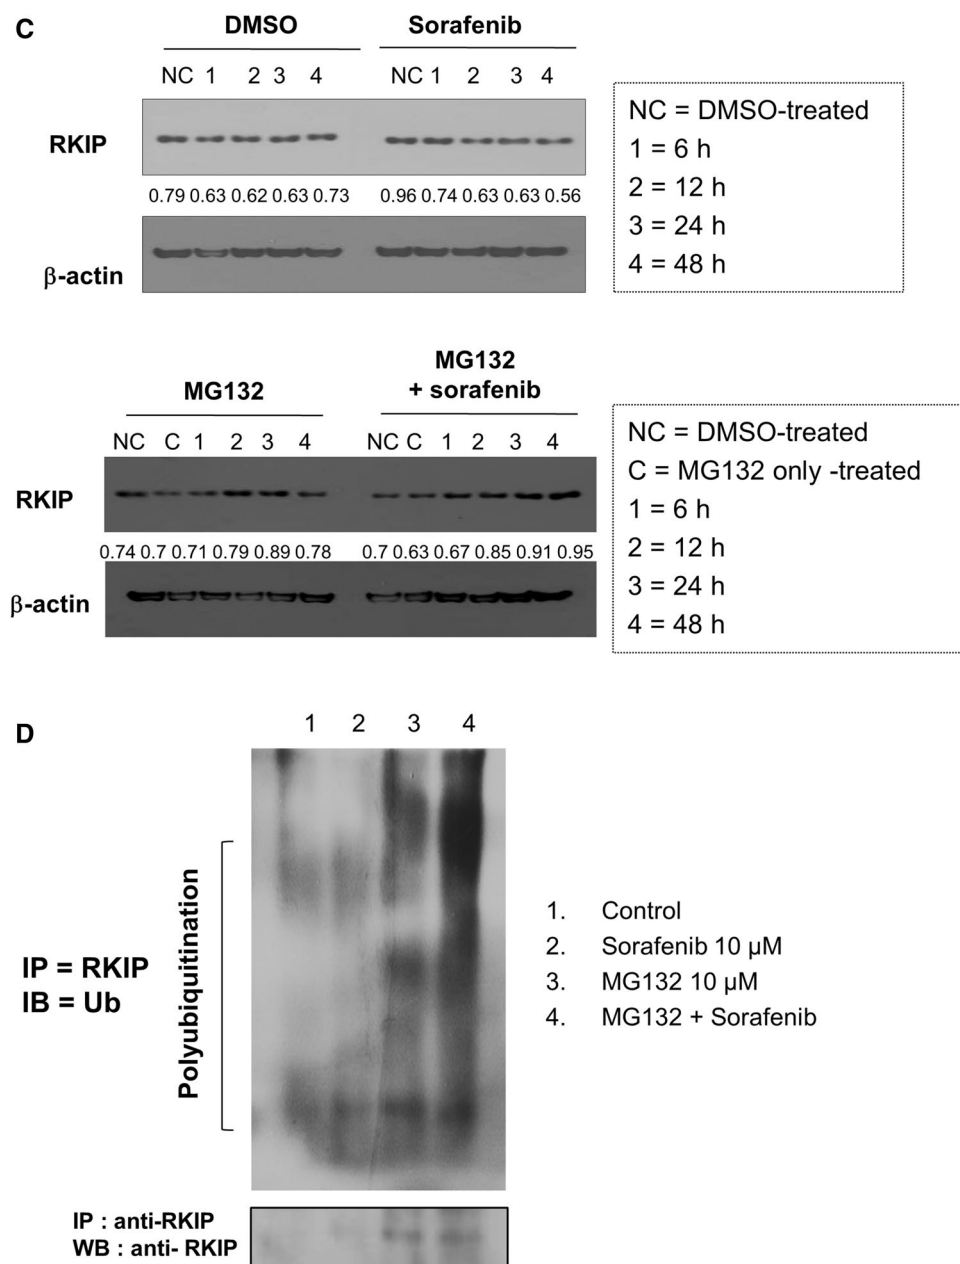 C
DMSO Sorafenib
NC 1 2 3 4 NC 1 2 3 4
RKIP
0.79 0.63 0.62 0.63 0.73 0.96 0.74 0.63 0.63 0.56
β-actin
NC = DMSO-treated
1 = 6 h
2 = 12 h
3 = 24 h
4 = 48 h
MG132
MG132
+ sorafenib
NC C 1 2 3 4 NC C 1 2 3 4
RKIP
0.74 0.7 0.71 0.79 0.89 0.78 0.7 0.63 0.67 0.85 0.91 0.95
β-actin
NC = DMSO-treated
C = MG132 only -treated
1 = 6 h
2 = 12 h
3 = 24 h
4 = 48 h
D
1 2 3 4
Polyubiquitination
IP = RKIP
IB = Ub
1. Control
2. Sorafenib 10 µM
3. MG132 10 µM
4. MG132 + Sorafenib
IP : anti-RKIP
WB : anti- RKIP